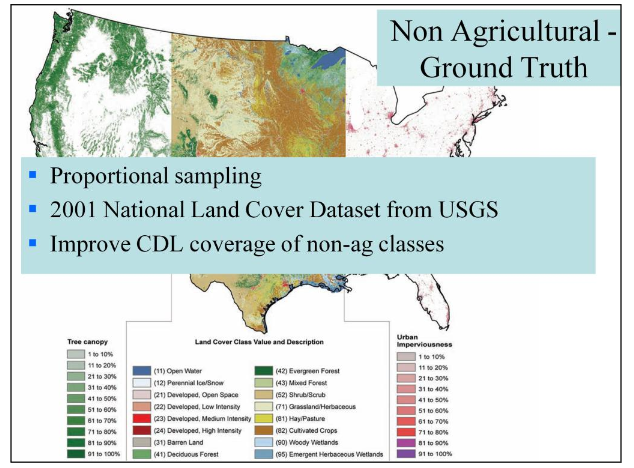 Non Agricultural -
Ground Truth
Proportional sampling
2001 National Land Cover Dataset from USGS
Improve CDL coverage of non-ag classes
Tree canopy
1 to 10%
11 to 20%
21 to 30%
31 to 40%
41 to 50%
51 to 60%
61 to 70%
71 to 80%
81 to 90%
91 to 100%
Land Cover Class Value and Description
(11) Open Water
(12) Perennial Ice/Snow
(21) Developed, Open Space
(22) Developed, Low Intensity
(23) Developed, Medium Intensity
(24) Developed, High Intensity
(31) Barren Land
(41) Deciduous Forest
(42) Evergreen Forest
(43) Mixed Forest
(52) Shrub/Scrub
(71) Grassland/Herbaceous
(81) Hay/Pasture
(82) Cultivated Crops
(90) Woody Wetlands
(95) Emergent Herbaceous Wetlands
Urban
Imperviousness
1 to 10%
11 to 20%
21 to 30%
31 to 40%
41 to 50%
51 to 60%
61 to 70%
71 to 80%
81 to 90%
91 to 100%